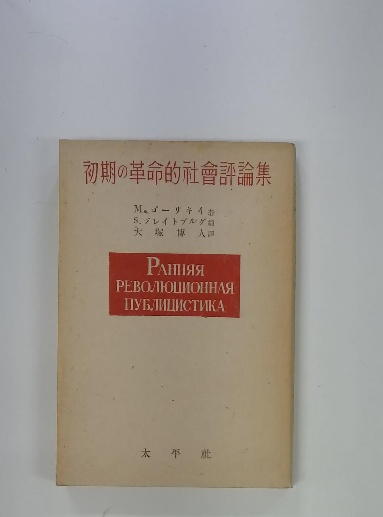 初期の革命的社會評論集
M・ゴーリキイ著
S.ブレイトブルグ編
大塚博人譯
РАННЯЯ
РЕВОЛЮЦИОННАЯ
ПУБЛИЦИСТИКА
太平社